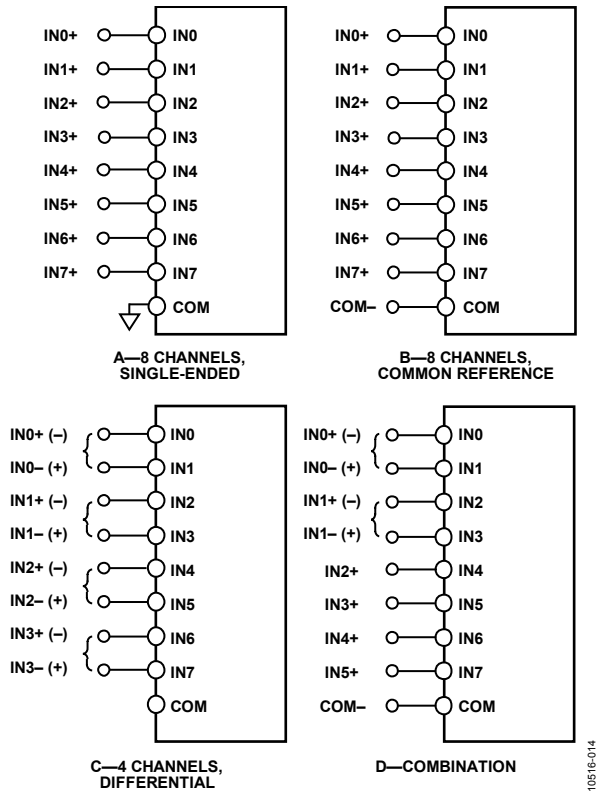 IN0+ IN0
IN1+ IN1
IN2+ IN2
IN3+ IN3
IN4+ IN4
IN5+ IN5
IN6+ IN6
IN7+ IN7
COM
A—8 CHANNELS,
SINGLE-ENDED
IN0+ IN0
IN1+ IN1
IN2+ IN2
IN3+ IN3
IN4+ IN4
IN5+ IN5
IN6+ IN6
IN7+ IN7
COM– COM
B—8 CHANNELS,
COMMON REFERENCE
IN0+ (–) IN0
IN0– (+) IN1
IN1+ (–) IN2
IN1– (+) IN3
IN2+ (–) IN4
IN2– (+) IN5
IN3+ (–) IN6
IN3– (+) IN7
COM
C—4 CHANNELS,
DIFFERENTIAL
IN0+ (–) IN0
IN0– (+) IN1
IN1+ (–) IN2
IN1– (+) IN3
IN2+ IN4
IN3+ IN5
IN4+ IN6
IN5+ IN7
COM– COM
D—COMBINATION
10516-014